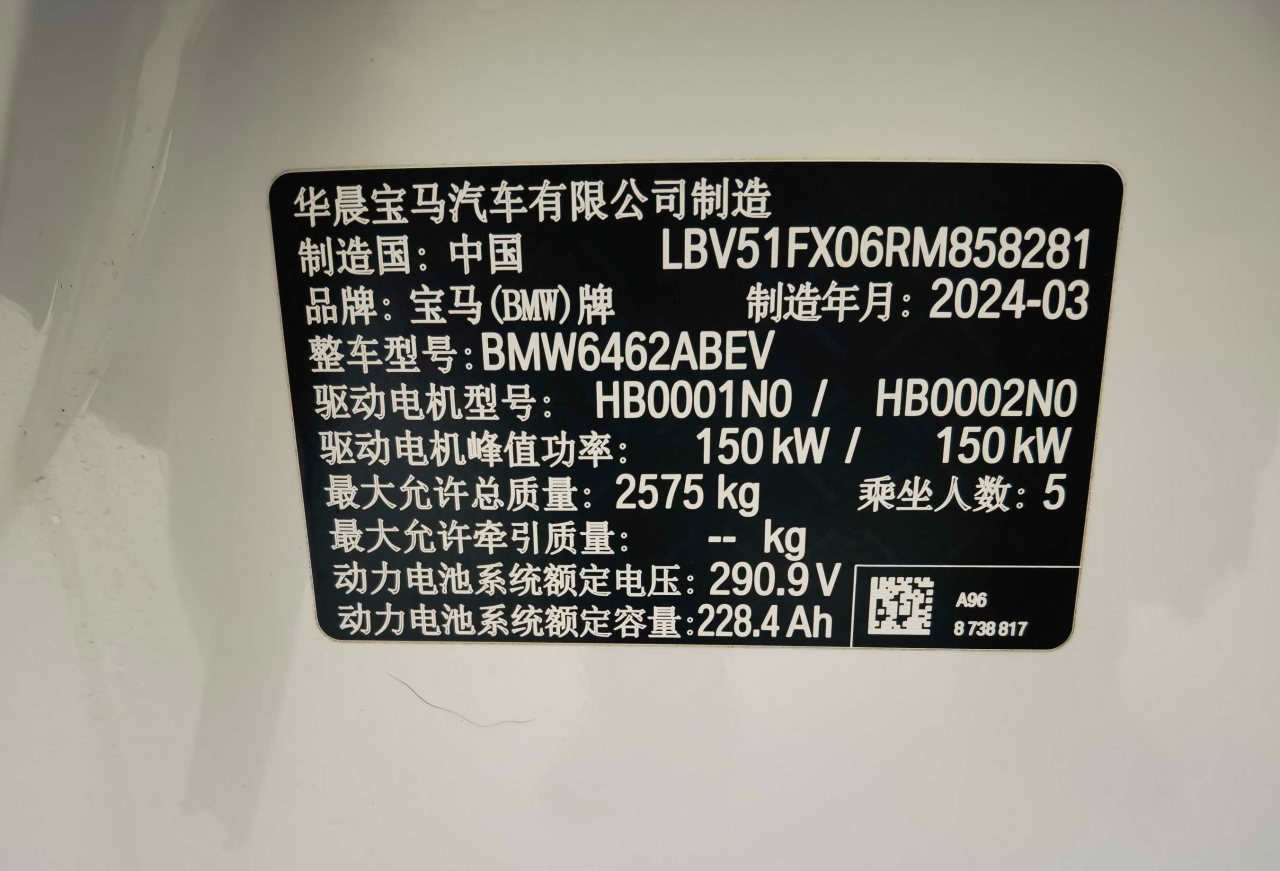 华晨宝马汽车有限公司制造
制造国：中国 LBV51FX06RM858281
品牌：宝马(BMW)牌 制造年月：2024-03
整车型号：BMW6462ABEV
驱动电机型号： HB0001N0 / HB0002N0
驱动电机峰值功率： 150 kW / 150 kW
最大允许总质量：2575 kg 乘坐人数：5
最大允许牵引质量： -- kg
动力电池系统额定电压：290.9 V
动力电池系统额定容量:228.4 Ah
A96
8 738 817